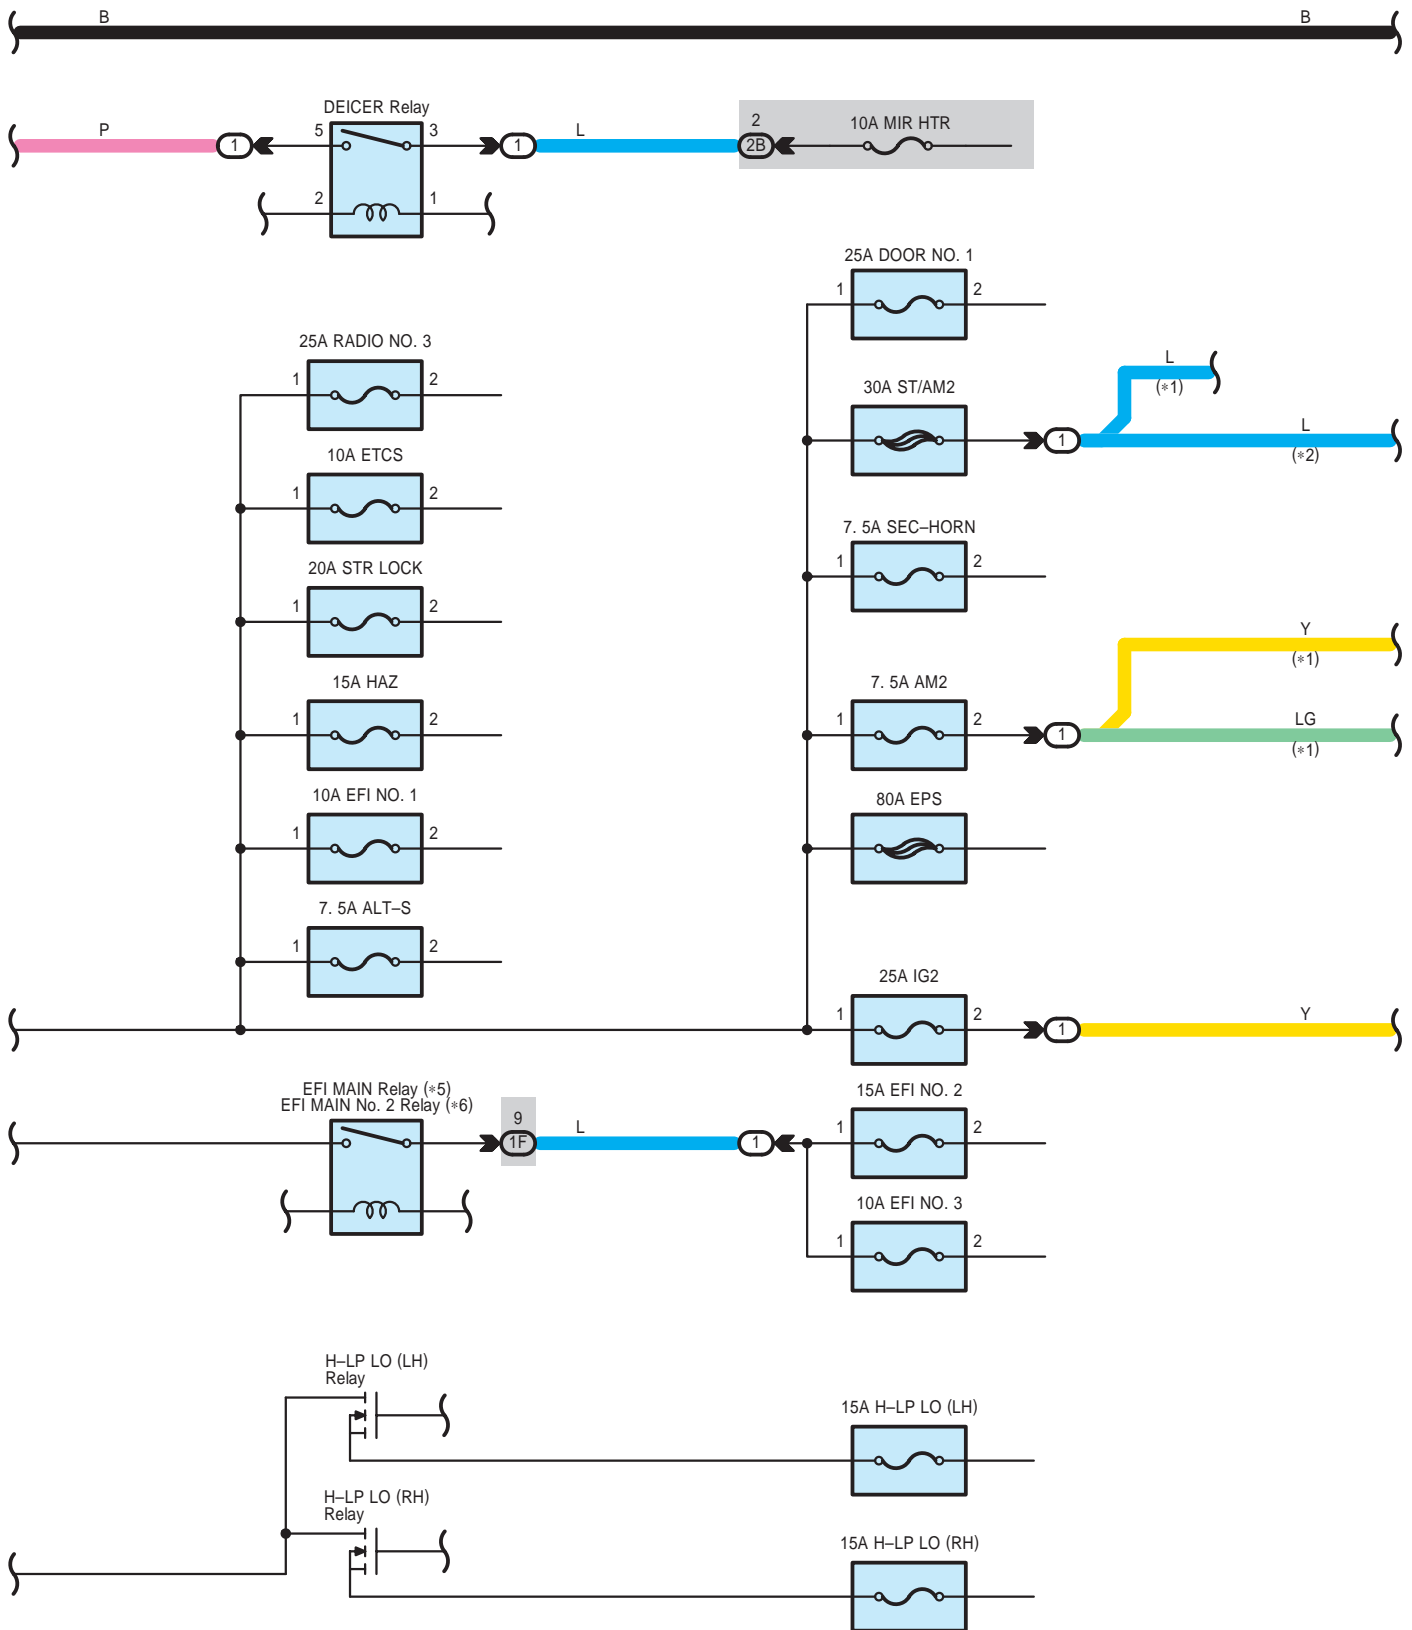 B B
DEICER Relay
P 1 5 3 1 L 2 2B 10A MIR HTR
2 1
25A DOOR NO. 1
1 2
25A RADIO NO. 3
1 2
30A ST/AM2
L
(∗1)
1 L
(∗2)
10A ETCS
1 2
7. 5A SEC–HORN
1 2
20A STR LOCK
1 2
Y
(∗1)
15A HAZ
1 2
7. 5A AM2
1 2 1 LG
(∗1)
10A EFI NO. 1
1 2
80A EPS
7. 5A ALT–S
1 2
25A IG2
1 2 1 Y
EFI MAIN Relay (∗5)
EFI MAIN No. 2 Relay (∗6)
9
1F L 1
15A EFI NO. 2
1 2
10A EFI NO. 3
1 2
H–LP LO (LH)
Relay
15A H–LP LO (LH)
H–LP LO (RH)
Relay
15A H–LP LO (RH)